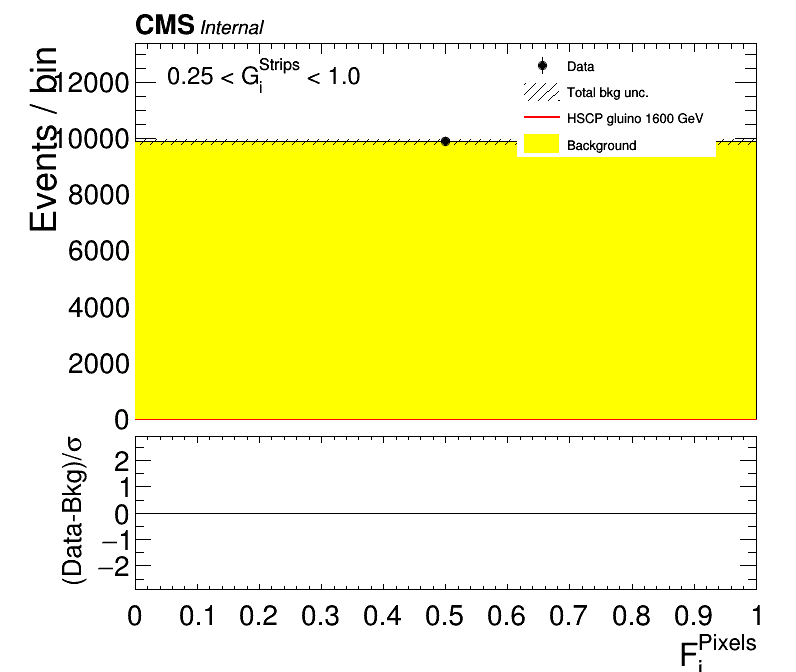 CMS Internal
0.25 < G_i^Strips < 1.0
Data
Total bkg unc.
HSCP gluino 1600 GeV
Background
Events / bin
12000
10000
8000
6000
4000
2000
0
(Data-Bkg)/σ
2
1
0
−1
−2
0 0.1 0.2 0.3 0.4 0.5 0.6 0.7 0.8 0.9 1
F_i^Pixels